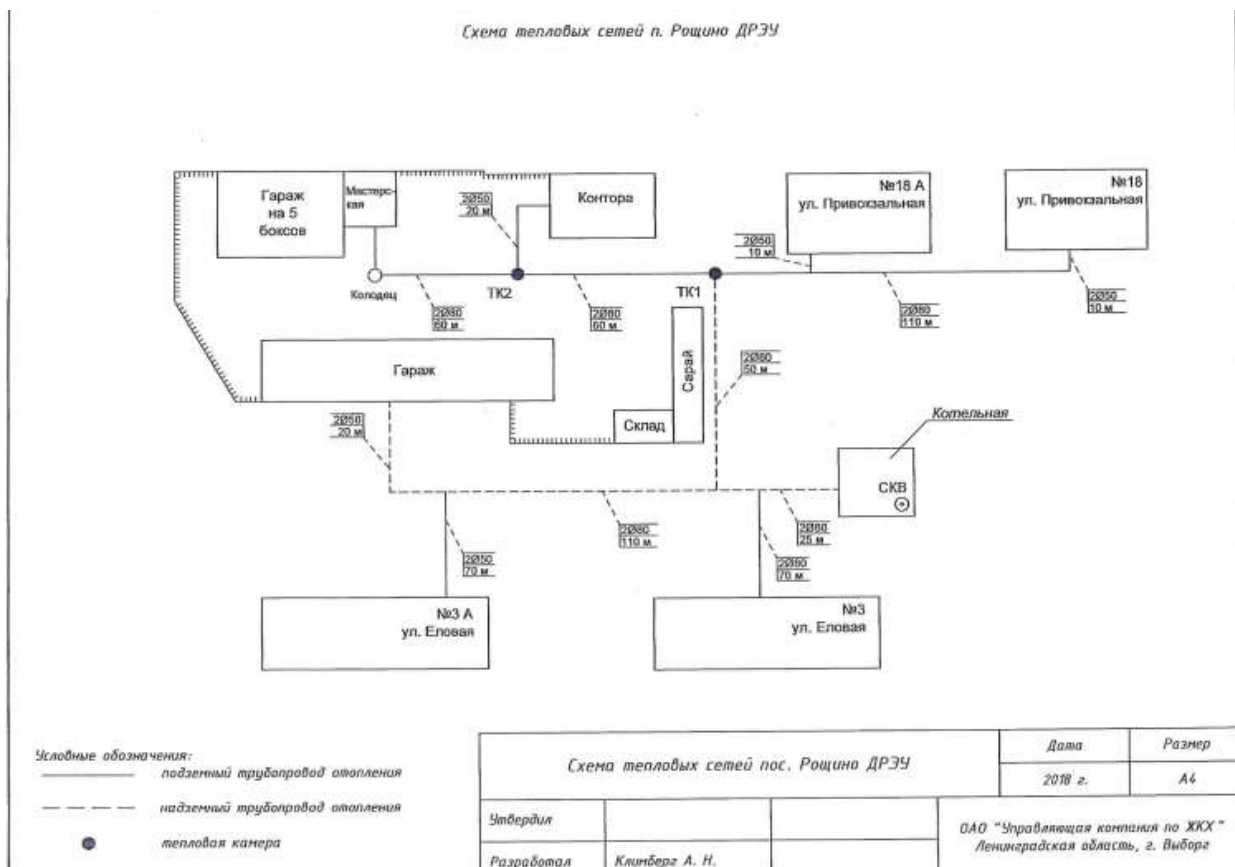 Схема тепловых сетей п. Рощино ДРЭУ
Гараж
на 5
боксов
Мастерс-
кая
2Ø50
20 м
Контора
№18 А
ул. Привокзальная
№18
ул. Привокзальная
2Ø50
10 м
Колодец
ТК2
ТК1
2Ø80
60 м
2Ø80
60 м
2Ø80
110 м
2Ø50
10 м
Гараж
Сарай
2Ø80
50 м
Склад
2Ø50
20 м
Котельная
СКВ
2Ø80
110 м
2Ø80
25 м
2Ø50
70 м
2Ø80
70 м
№3 А
ул. Еловая
№3
ул. Еловая
Условные обозначения:
подземный трубопровод отопления
надземный трубопровод отопления
тепловая камера
Схема тепловых сетей пос. Рощино ДРЭУ
Дата
Размер
2018 г.
А4
Утвердил
Разработал
Климберг А. Н.
ОАО "Управляющая компания по ЖКХ"
Ленинградская область, г. Выборг